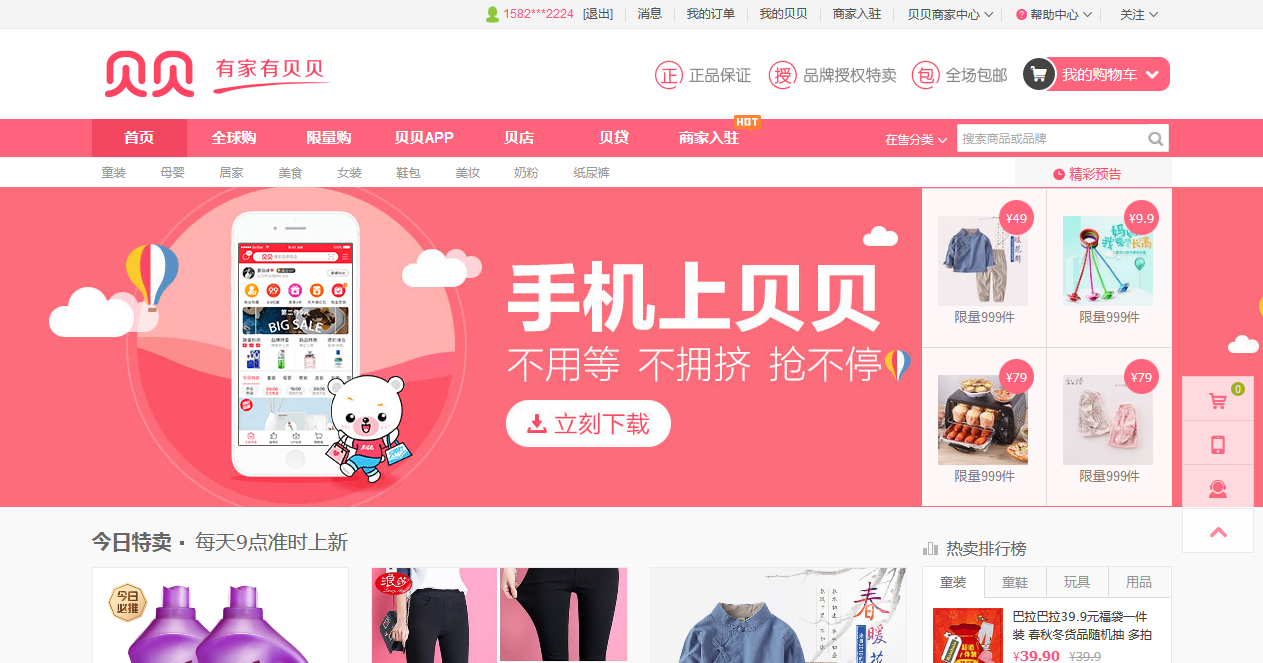 1582***2224 [退出] 消息 我的订单 我的贝贝 商家入驻 贝贝商家中心 帮助中心 关注
贝贝 有家有贝贝
正 正品保证 授 品牌授权特卖 包 全场包邮 我的购物车
HOT
首页 全球购 限量购 贝贝APP 贝店 贝贷 商家入驻 在售分类 搜索商品或品牌
童装 母婴 居家 美食 女装 鞋包 美妆 奶粉 纸尿裤 精彩预告
¥49 ¥9.9
限量999件 限量999件
BIG SALE
手机上贝贝
不用等 不拥挤 抢不停
立刻下载
¥79 ¥79
限量999件 限量999件
0
今日特卖 · 每天9点准时上新
热卖排行榜
童装 童鞋 玩具 用品
今日
必推
浪莎
春
暖
花
巴拉巴拉39.9元福袋一件
装 春秋冬货品随机抽 多拍
¥39.90 ¥39.9